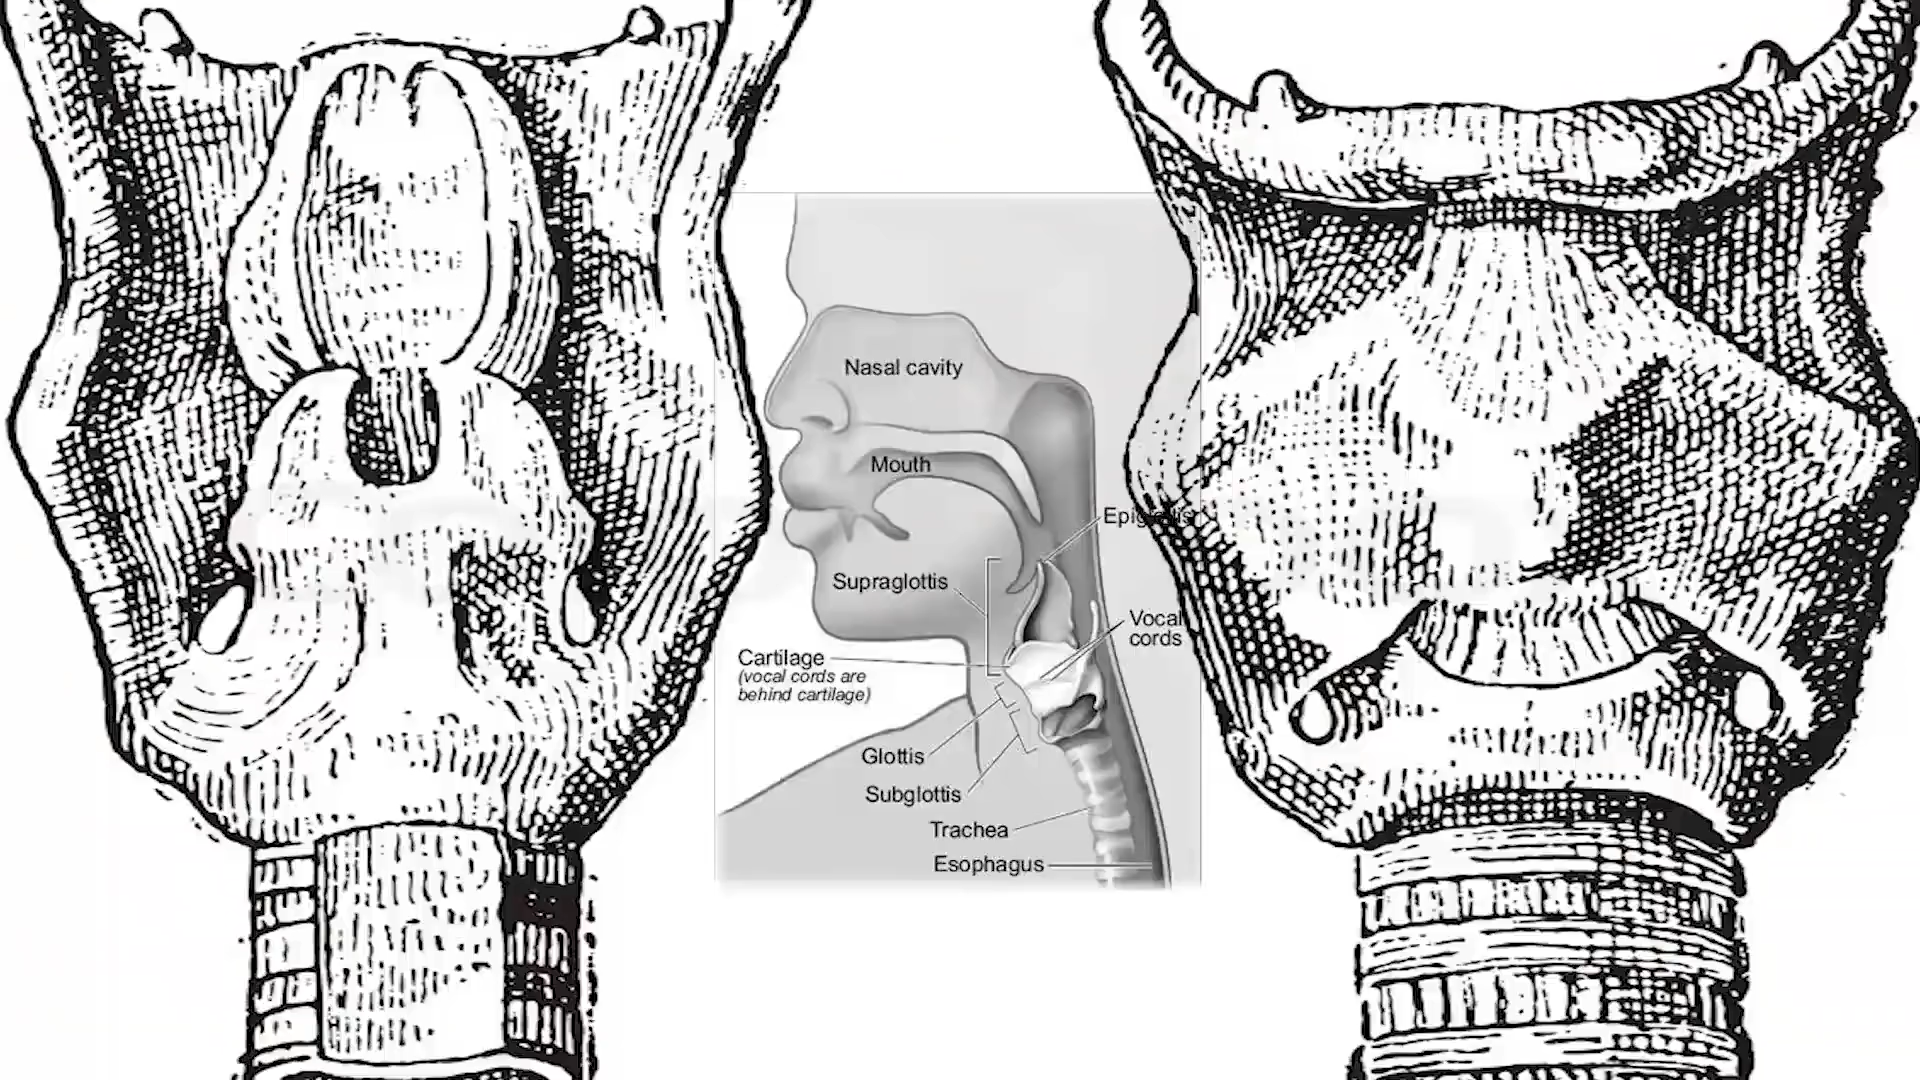 Nasal cavity
Mouth
Epiglottis
Supraglottis
Vocal
cords
Cartilage
(vocal cords are
behind cartilage)
Glottis
Subglottis
Trachea
Esophagus